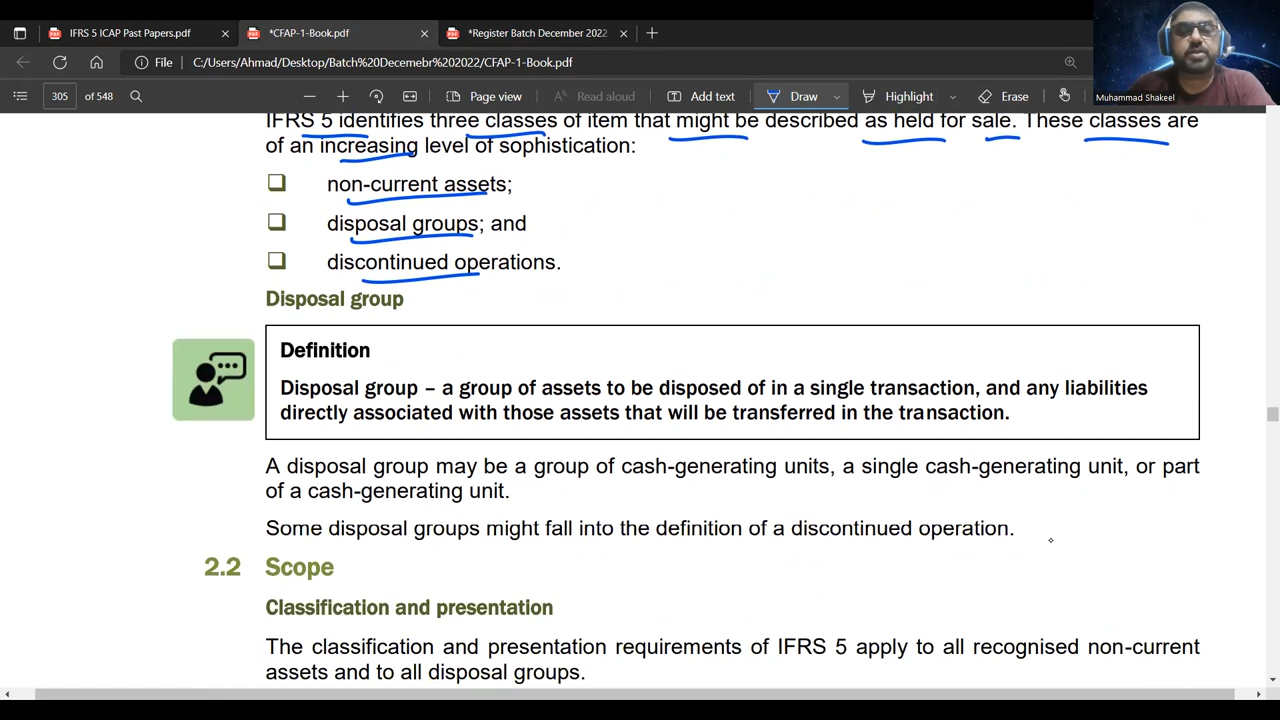 IFRS 5 ICAP Past Papers.pdf
*CFAP-1-Book.pdf
*Register Batch December 2022
File
C:/Users/Ahmad/Desktop/Batch%20Decemebr%202022/CFAP-1-Book.pdf
305 of 548
Page view
Read aloud
Add text
Draw
Highlight
Erase
Muhammad Shakeel
IFRS 5 identifies three classes of item that might be described as held for sale. These classes are
of an increasing level of sophistication:
non-current assets;
disposal groups; and
discontinued operations.
Disposal group
Definition
Disposal group – a group of assets to be disposed of in a single transaction, and any liabilities
directly associated with those assets that will be transferred in the transaction.
A disposal group may be a group of cash-generating units, a single cash-generating unit, or part
of a cash-generating unit.
Some disposal groups might fall into the definition of a discontinued operation.
2.2 Scope
Classification and presentation
The classification and presentation requirements of IFRS 5 apply to all recognised non-current
assets and to all disposal groups.